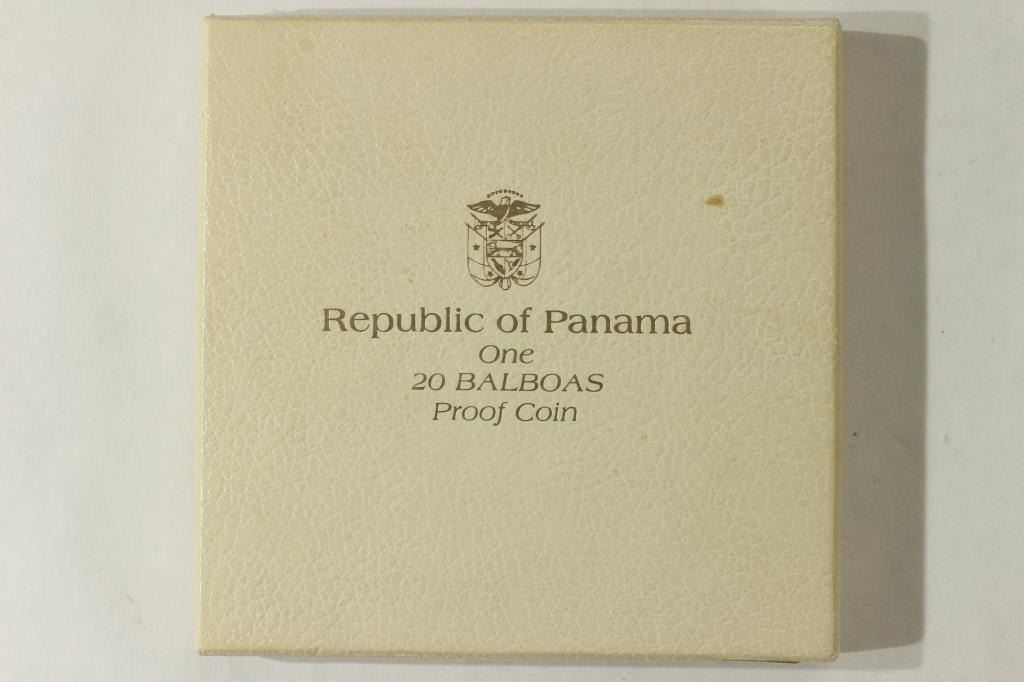 Republic of Panama
One
20 BALBOAS
Proof Coin